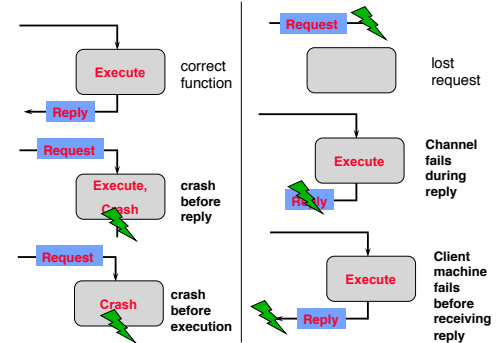 Execute
correct
function
Reply
Request
Execute,
Crash
crash
before
reply
Request
Crash
crash
before
execution
Request
lost
request
Execute
Channel
fails
during
reply
Reply
Execute
Client
machine
fails
before
receiving
reply
Reply